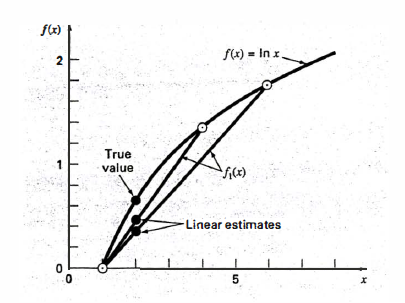 f(x)
2
f(x) = ln x
True
value
1
f₁(x)
Linear estimates
0
0
5
x